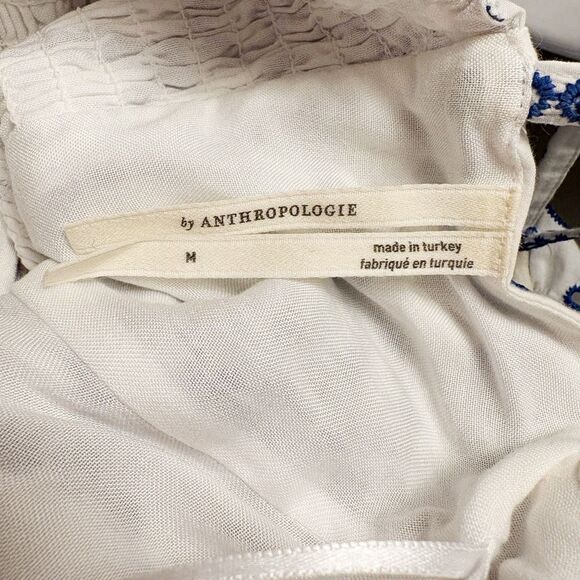 by ANTHROPOLOGIE
M
made in turkey
fabriqué en turquie